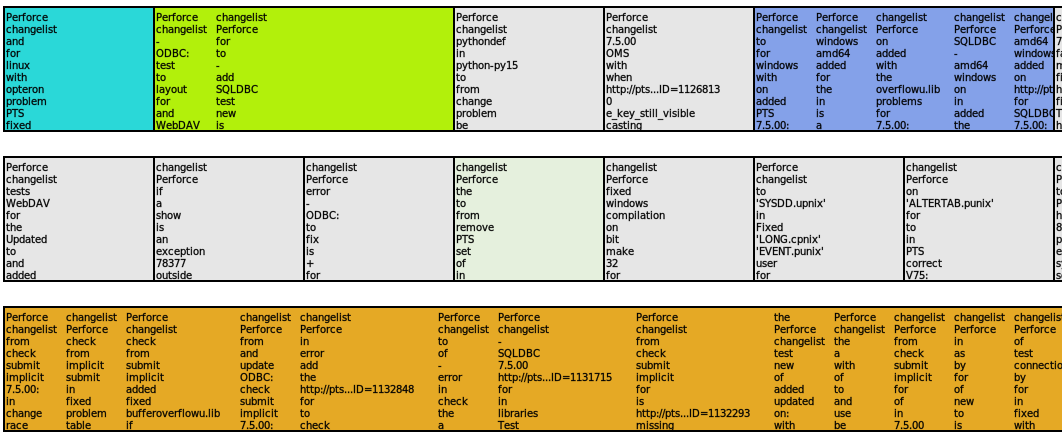 Perforce
changelist
and
for
linux
with
opteron
problem
PTS
fixed
Perforce
changelist
-
ODBC:
test
to
layout
for
and
WebDAV
changelist
Perforce
for
to
-
add
SQLDBC
test
new
is
Perforce
changelist
pythondef
in
python-py15
to
from
change
problem
be
Perforce
changelist
7.5.00
OMS
with
when
http://pts...ID=1126813
0
e_key_still_visible
casting
Perforce
changelist
to
for
windows
with
on
added
PTS
7.5.00:
Perforce
changelist
windows
amd64
added
for
the
in
is
a
changelist
Perforce
on
added
with
the
overflowu.lib
problems
for
7.5.00:
changelist
Perforce
SQLDBC
-
amd64
windows
on
in
added
the
changel
Perforc
amd64
windows
added
on
http://pt
for
SQLDBC
7.5.00:
Perforce
changelist
tests
WebDAV
for
the
Updated
to
and
added
changelist
Perforce
if
a
show
is
an
exception
78377
outside
changelist
Perforce
error
-
ODBC:
to
fix
is
+
for
changelist
Perforce
the
to
from
remove
PTS
set
of
in
changelist
Perforce
fixed
windows
compilation
on
bit
make
32
for
Perforce
changelist
to
'SYSDD.upnix'
in
Fixed
'LONG.cpnix'
'EVENT.punix'
user
for
changelist
Perforce
on
'ALTERTAB.punix'
for
to
in
PTS
correct
V75:
Perforce
changelist
from
check
submit
implicit
7.5.00:
in
change
race
changelist
Perforce
check
from
implicit
submit
in
fixed
problem
table
Perforce
changelist
check
from
submit
implicit
added
fixed
bufferoverflowu.lib
if
changelist
Perforce
from
and
update
ODBC:
check
submit
implicit
7.5.00:
changelist
Perforce
in
error
add
the
http://pts...ID=1132848
for
to
check
Perforce
changelist
to
of
-
error
in
check
the
a
Perforce
changelist
-
SQLDBC
7.5.00
http://pts...ID=1131715
for
in
libraries
Test
Perforce
changelist
from
check
submit
implicit
for
is
http://pts...ID=1132293
missing
the
Perforce
changelist
test
new
of
added
updated
on:
with
Perforce
changelist
the
a
with
of
to
and
use
be
changelist
Perforce
from
check
submit
implicit
for
of
in
7.5.00
changelist
Perforce
in
as
by
for
of
new
to
is
changelist
Perforce
of
test
connectio
by
for
in
fixed
with